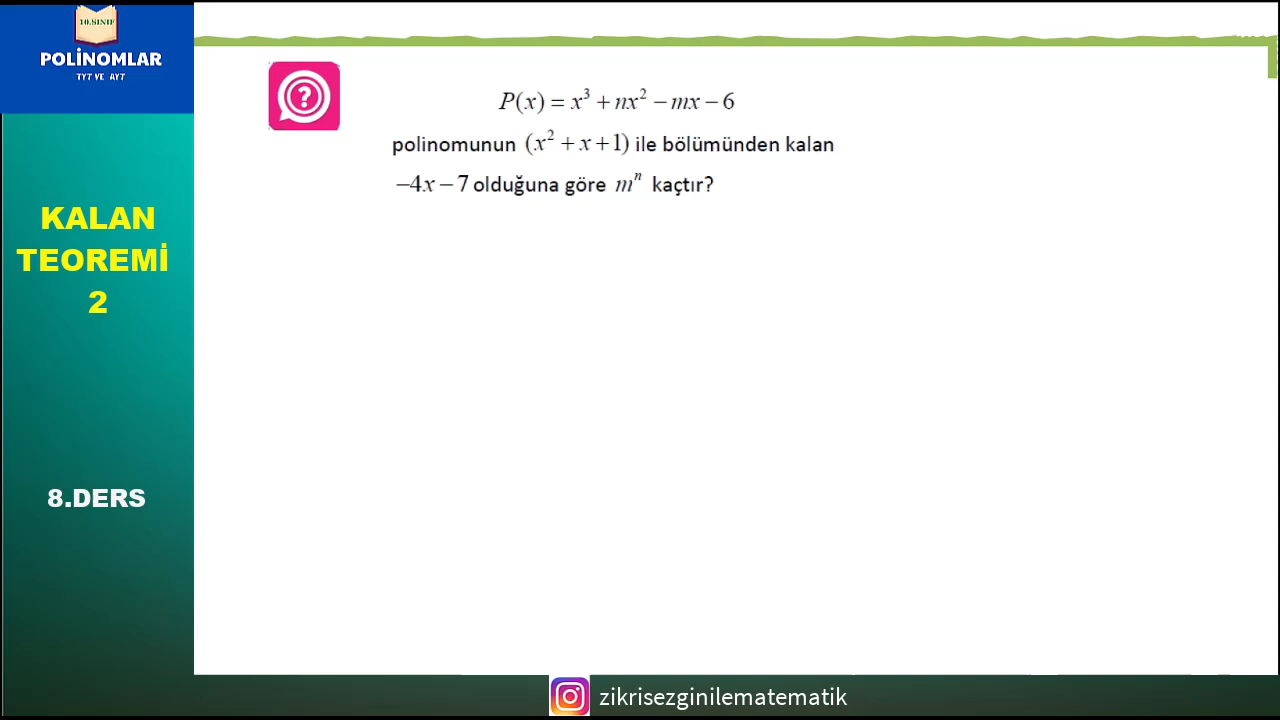 10.SINIF
POLİNOMLAR
TYT VE AYT
KALAN
TEOREMİ
2
8.DERS
?
P(x) = x³ + nx² − mx − 6
polinomunun (x² + x + 1) ile bölümünden kalan
−4x − 7 olduğuna göre mⁿ kaçtır?
zikrisezginilematematik